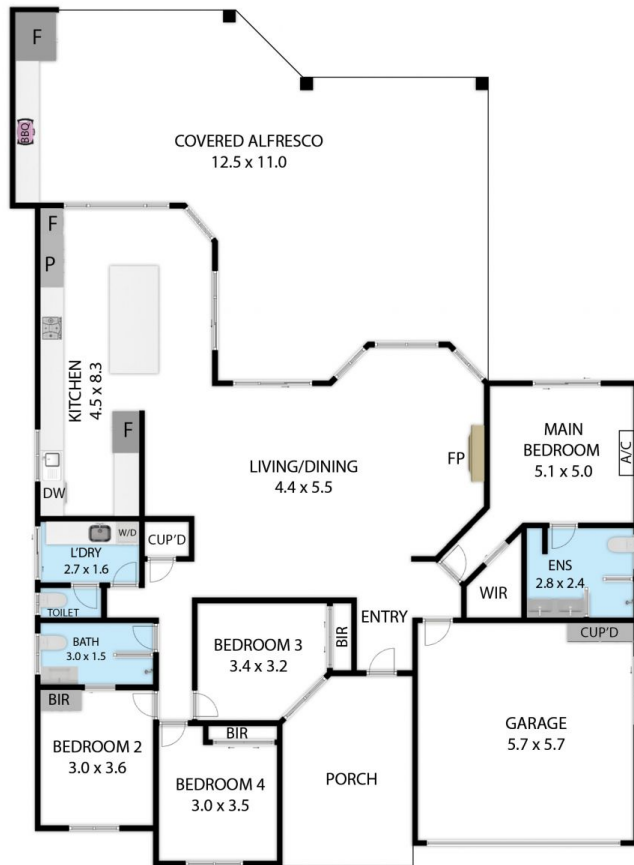 F
BBQ
COVERED ALFRESCO
12.5 x 11.0
F
P
KITCHEN
4.5 x 8.3
F
DW
LIVING/DINING
4.4 x 5.5
FP
MAIN
BEDROOM
5.1 x 5.0
A/C
W/D
L'DRY
2.7 x 1.6
CUP'D
ENS
2.8 x 2.4
WIR
TOILET
BATH
3.0 x 1.5
BEDROOM 3
3.4 x 3.2
BIR
ENTRY
CUP'D
BIR
BEDROOM 2
3.0 x 3.6
BIR
BEDROOM 4
3.0 x 3.5
PORCH
GARAGE
5.7 x 5.7